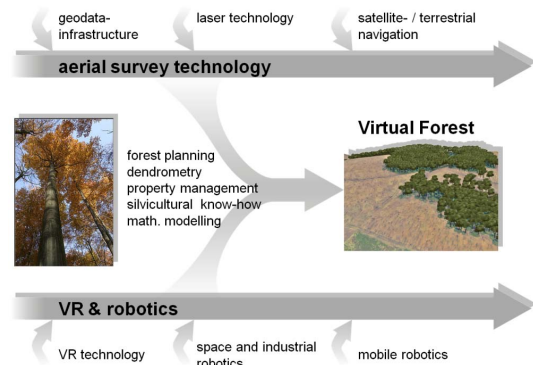 geodata-
infrastructure
laser technology
satellite- / terrestrial
navigation
aerial survey technology
Virtual Forest
forest planning
dendrometry
property management
silvicultural know-how
math. modelling
VR & robotics
VR technology
space and industrial
robotics
mobile robotics